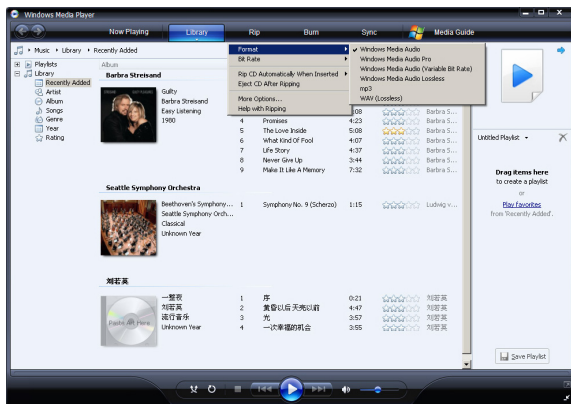 Windows Media Player
Now Playing Library Rip Burn Sync Media Guide
Music Library Recently Added
Format
Bit Rate
Rip CD Automatically When Inserted
Eject CD After Ripping
More Options...
Help with Ripping
Windows Media Audio
Windows Media Audio Pro
Windows Media Audio (Variable Bit Rate)
Windows Media Audio Lossless
mp3
WAV (Lossless)
Playlists
Library
Recently Added
Artist
Album
Songs
Genre
Year
Rating
Album
Barbra Streisand
Guilty
Barbra Streisand
Easy Listening
1980
5:08 Barbra S...
4 Promises 4:23 Barbra S...
5 The Love Inside 5:08 Barbra S...
6 What Kind Of Fool 4:07 Barbra S...
7 Life Story 4:37 Barbra S...
8 Never Give Up 3:44 Barbra S...
9 Make It Like A Memory 7:32 Barbra S...
Seattle Symphony Orchestra
Beethoven's Symphony... 1 Symphony No. 9 (Scherzo) 1:15 Ludwig v...
Seattle Symphony Orch...
Classical
Unknown Year
刘若英
Paste Art Here
一整夜 1 序 0:21 刘若英
刘若英 2 黄昏以后天亮以前 4:47 刘若英
流行音乐 3 光 3:57 刘若英
Unknown Year 4 一次幸福的机会 3:55 刘若英
Untitled Playlist
Drag items here
to create a playlist
or
Play favorites
from 'Recently Added'.
Save Playlist